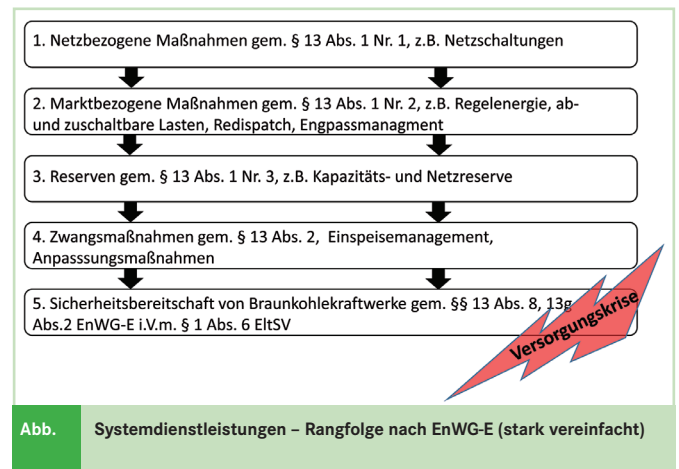 1. Netzbezogene Maßnahmen gem. § 13 Abs. 1 Nr. 1, z.B. Netzschaltungen
2. Marktbezogene Maßnahmen gem. § 13 Abs. 1 Nr. 2, z.B. Regelenergie, ab-
und zuschaltbare Lasten, Redispatch, Engpassmanagment
3. Reserven gem. § 13 Abs. 1 Nr. 3, z.B. Kapazitäts- und Netzreserve
4. Zwangsmaßnahmen gem. § 13 Abs. 2, Einspeisemanagement,
Anpasssungsmaßnahmen
5. Sicherheitsbereitschaft von Braunkohlekraftwerke gem. §§ 13 Abs. 8, 13g
Abs.2 EnWG-E i.V.m. § 1 Abs. 6 EltSV
Versorgungskrise
Abb. Systemdienstleistungen – Rangfolge nach EnWG-E (stark vereinfacht)